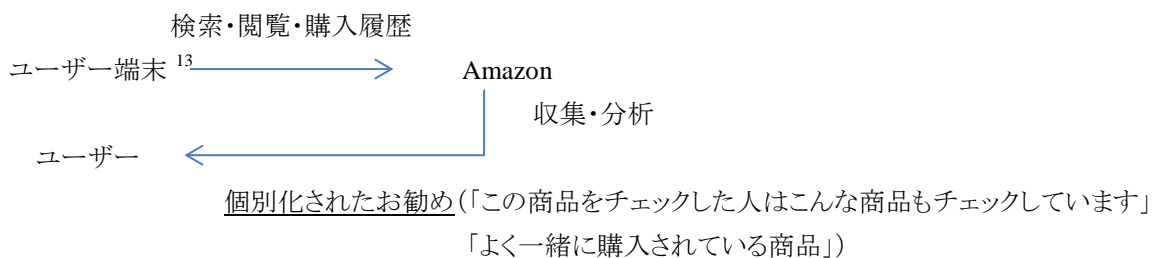 検索・閲覧・購入履歴
ユーザー端末 13 Amazon
収集・分析
ユーザー
個別化されたお勧め(「この商品をチェックした人はこんな商品もチェックしています」
「よく一緒に購入されている商品」)